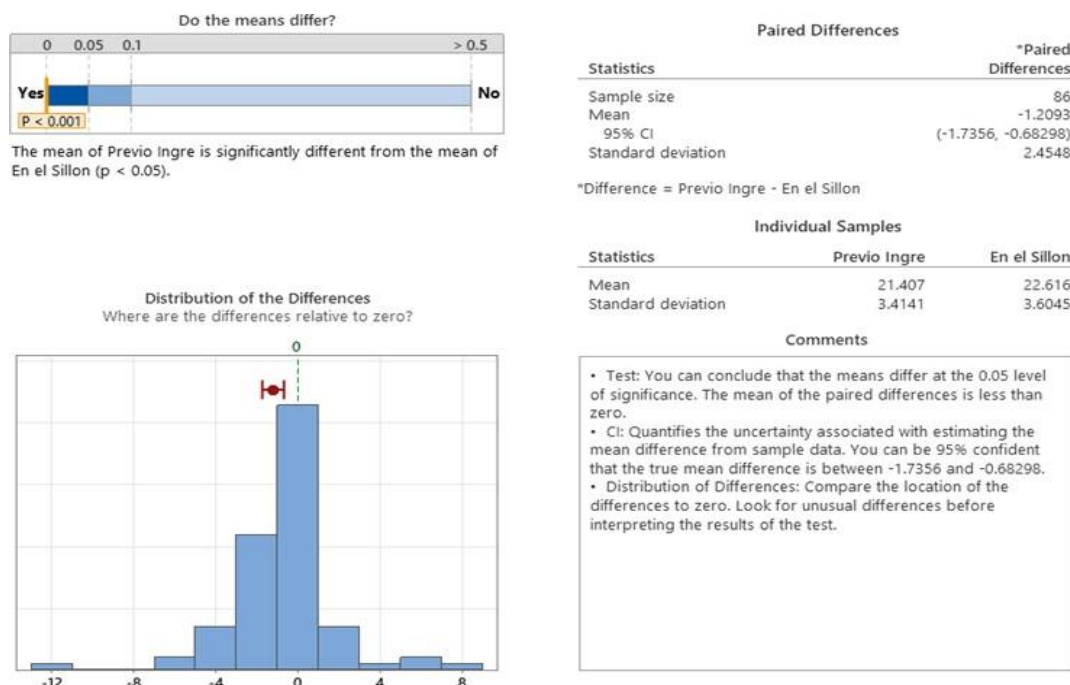 Do the means differ?
0 0.05 0.1 > 0.5
Yes No
P < 0.001
The mean of Previo Ingre is significantly different from the mean of
En el Sillon (p < 0.05).
Distribution of the Differences
Where are the differences relative to zero?
0
-12 -8 -4 0 4 8
Paired Differences
*Paired
Statistics Differences
Sample size 86
Mean -1.2093
95% CI (-1.7356, -0.68298)
Standard deviation 2.4548
*Difference = Previo Ingre - En el Sillon
Individual Samples
Statistics Previo Ingre En el Sillon
Mean 21.407 22.616
Standard deviation 3.4141 3.6045
Comments
• Test: You can conclude that the means differ at the 0.05 level
of significance. The mean of the paired differences is less than
zero.
• CI: Quantifies the uncertainty associated with estimating the
mean difference from sample data. You can be 95% confident
that the true mean difference is between -1.7356 and -0.68298.
• Distribution of Differences: Compare the location of the
differences to zero. Look for unusual differences before
interpreting the results of the test.